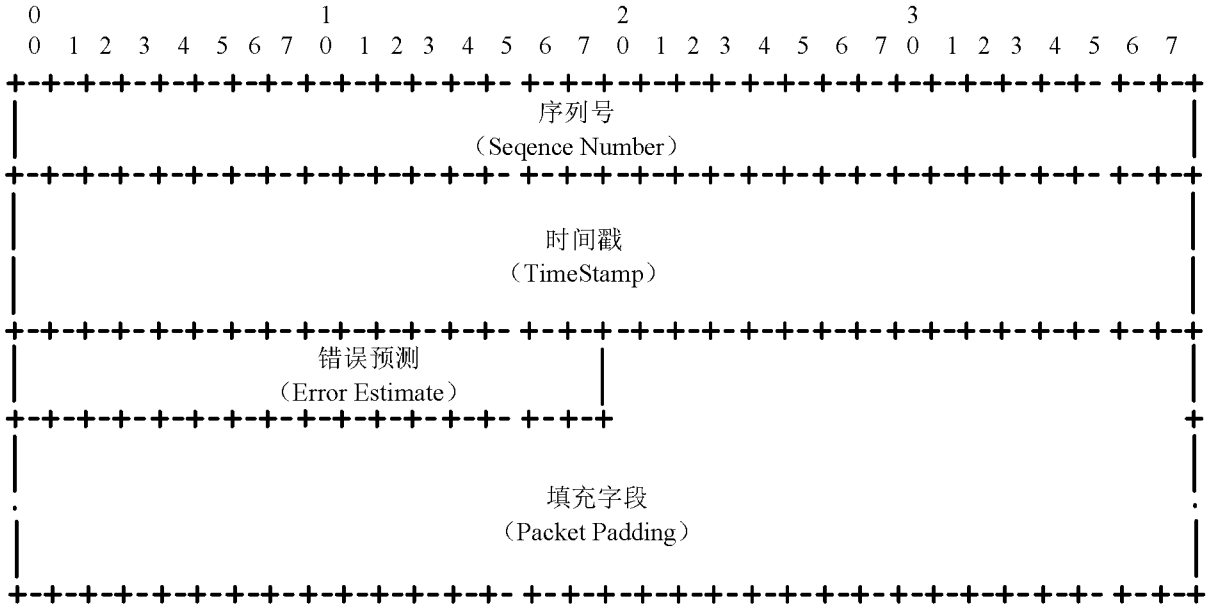 0 1 2 3
0 1 2 3 4 5 6 7 0 1 2 3 4 5 6 7 0 1 2 3 4 5 6 7 0 1 2 3 4 5 6 7
序列号
（Seqence Number）
时间戳
（TimeStamp）
错误预测
（Error Estimate）
填充字段
（Packet Padding）